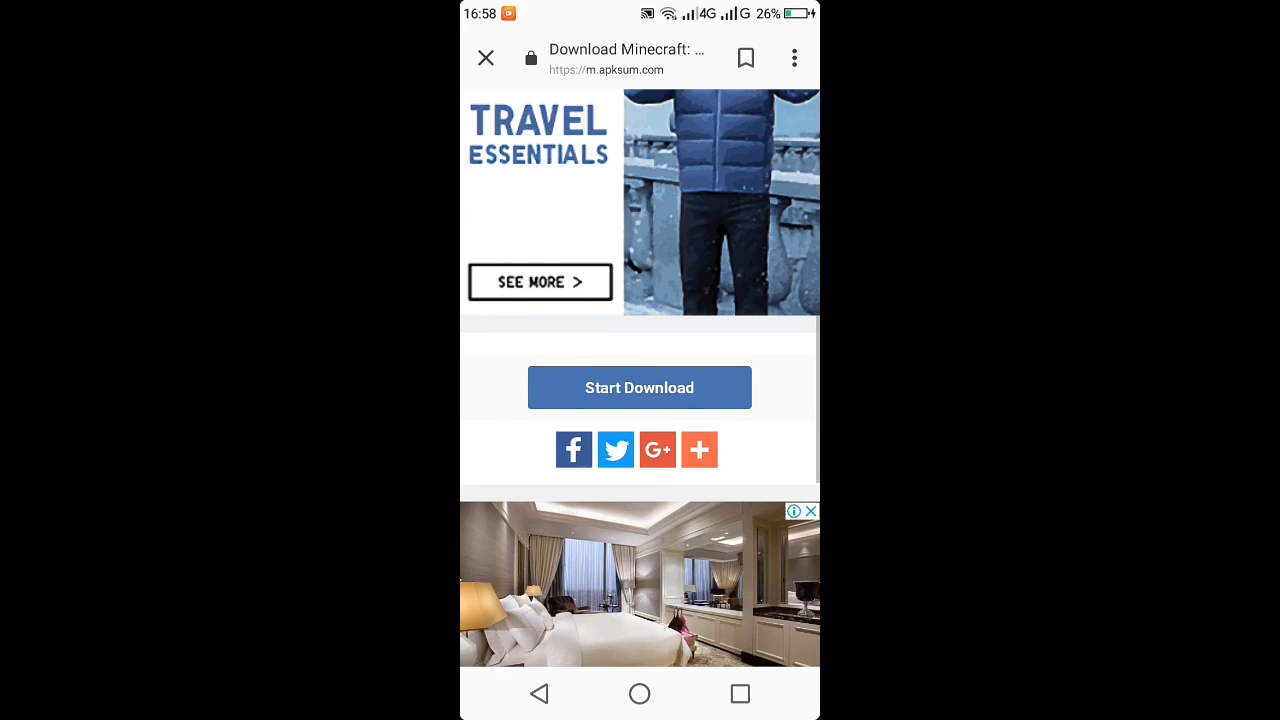 16:58 4G G 26%
Download Minecraft: ...
https://m.apksum.com
TRAVEL
ESSENTIALS
SEE MORE >
Start Download
f G+ +